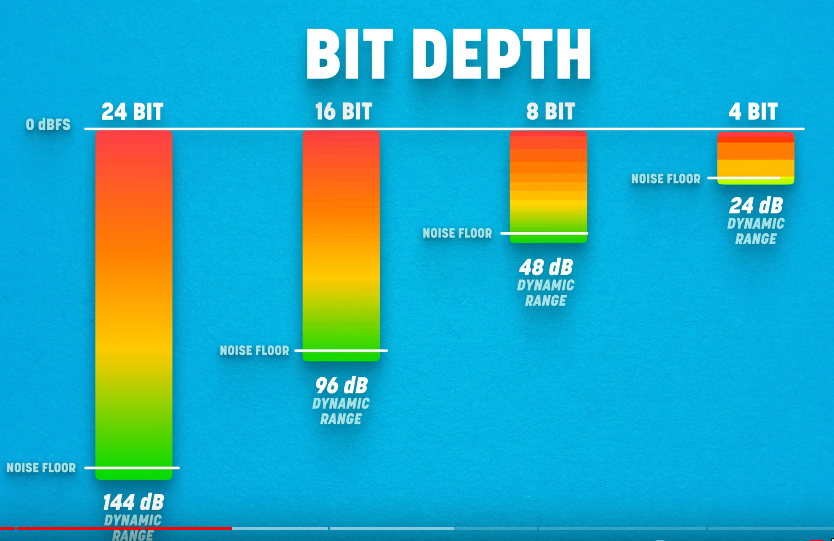 BIT DEPTH
24 BIT
16 BIT
8 BIT
4 BIT
0 dBFS
NOISE FLOOR
24 dB
DYNAMIC
RANGE
NOISE FLOOR
48 dB
DYNAMIC
RANGE
NOISE FLOOR
96 dB
DYNAMIC
RANGE
NOISE FLOOR
144 dB
DYNAMIC
RANGE